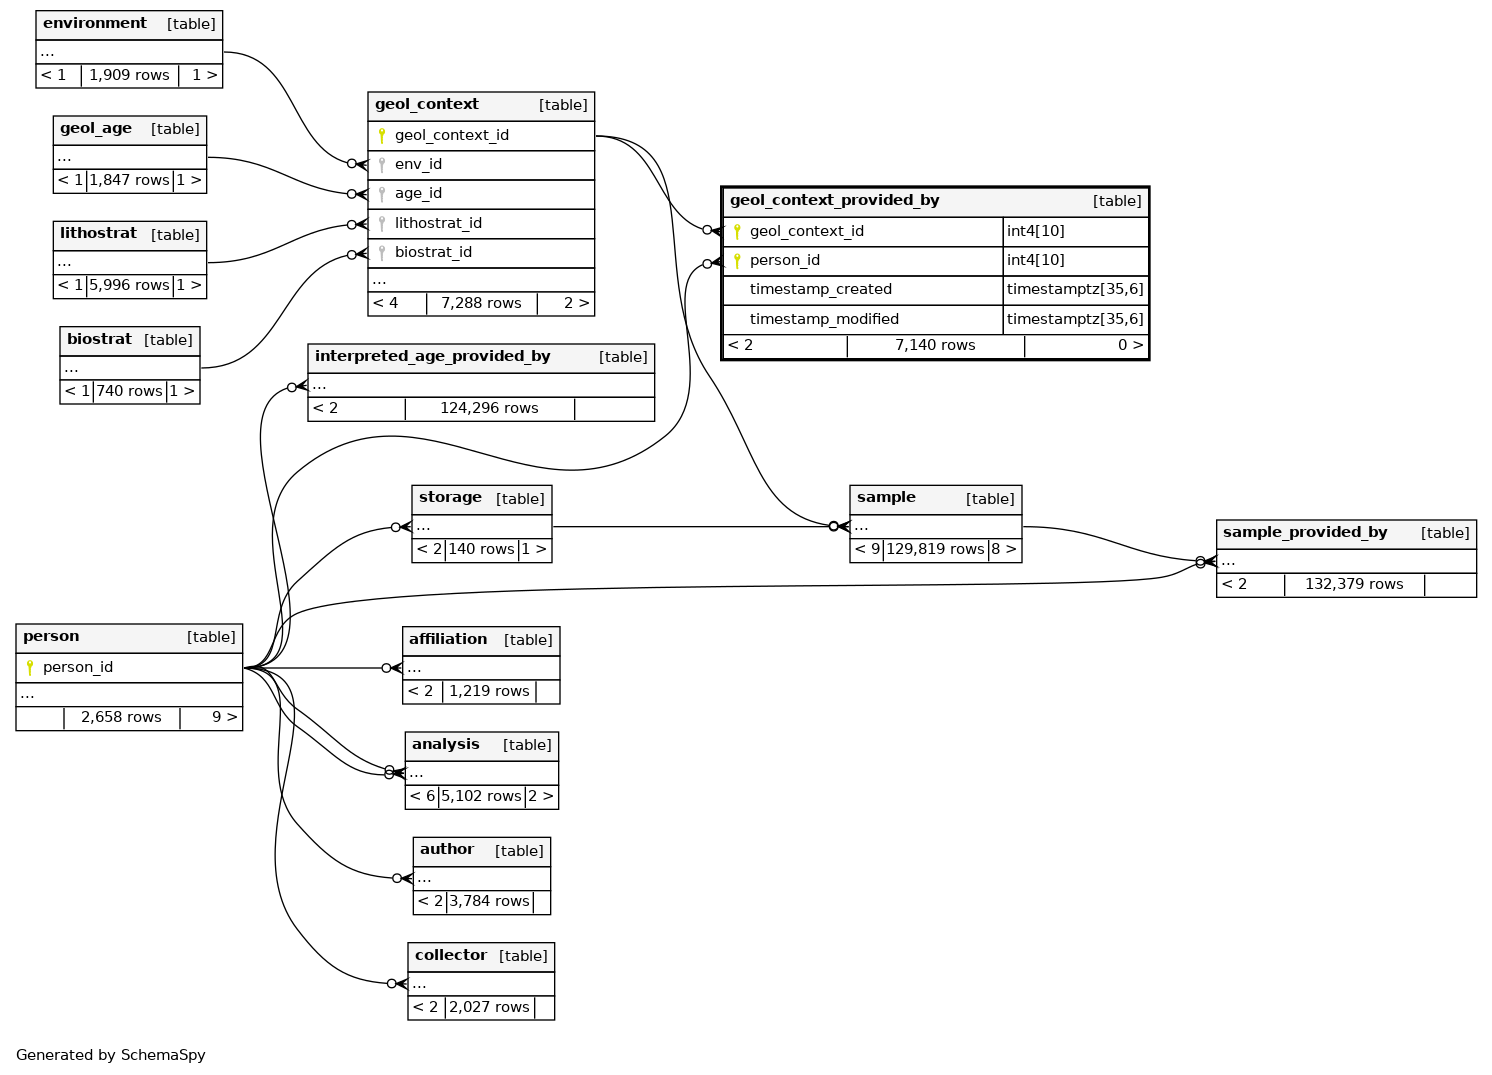 environment [table]
...
< 1 1,909 rows 1 >
geol_age [table]
...
< 1 1,847 rows 1 >
lithostrat [table]
...
< 1 5,996 rows 1 >
biostrat [table]
...
< 1 740 rows 1 >
geol_context [table]
geol_context_id
env_id
age_id
lithostrat_id
biostrat_id
...
< 4 7,288 rows 2 >
geol_context_provided_by [table]
geol_context_id int4[10]
person_id int4[10]
timestamp_created timestamptz[35,6]
timestamp_modified timestamptz[35,6]
< 2 7,140 rows 0 >
interpreted_age_provided_by [table]
...
< 2 124,296 rows
storage [table]
...
< 2 140 rows 1 >
sample [table]
...
< 9 129,819 rows 8 >
sample_provided_by [table]
...
< 2 132,379 rows
person [table]
person_id
...
2,658 rows 9 >
affiliation [table]
...
< 2 1,219 rows
analysis [table]
...
< 6 5,102 rows 2 >
author [table]
...
< 2 3,784 rows
collector [table]
...
< 2 2,027 rows
Generated by SchemaSpy